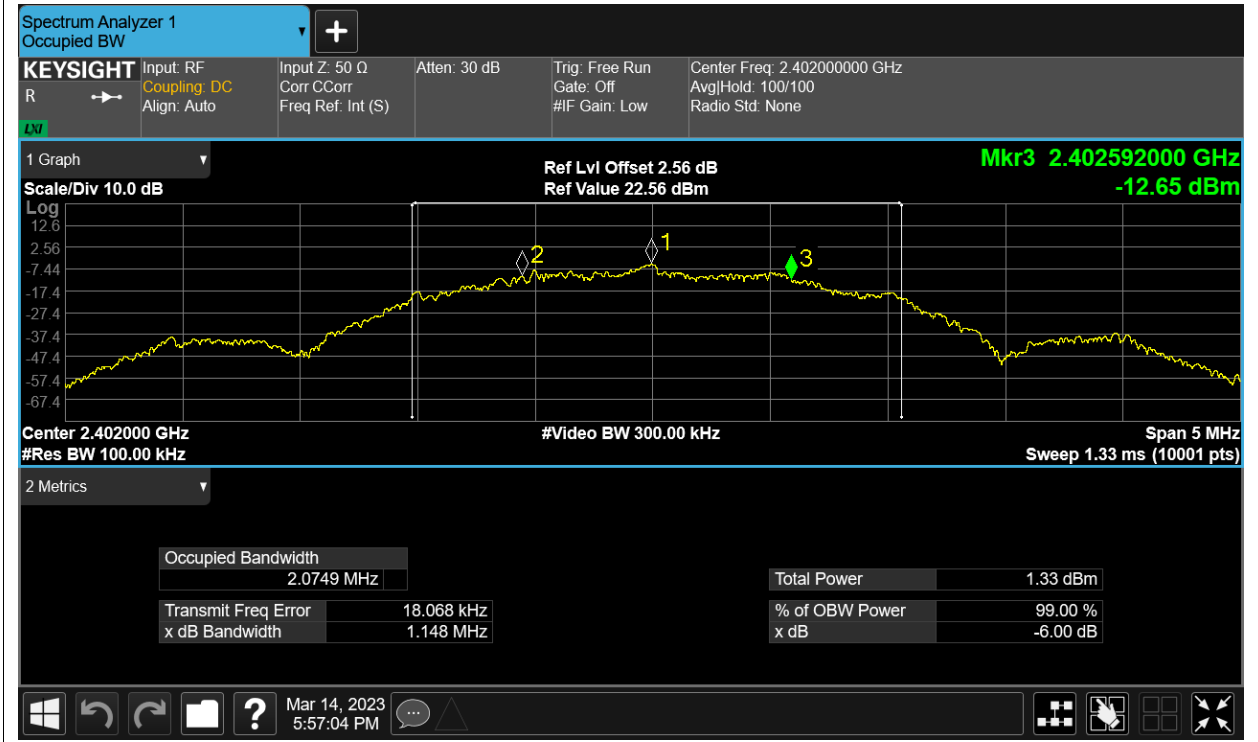 Spectrum Analyzer 1
Occupied BW
KEYSIGHT
R
LXI
Input: RF
Coupling: DC
Align: Auto
Input Z: 50 Ω
Corr CCorr
Freq Ref: Int (S)
Atten: 30 dB
Trig: Free Run
Gate: Off
#IF Gain: Low
Center Freq: 2.402000000 GHz
Avg|Hold: 100/100
Radio Std: None
1 Graph
Scale/Div 10.0 dB
Ref Lvl Offset 2.56 dB
Ref Value 22.56 dBm
Mkr3 2.402592000 GHz
-12.65 dBm
Log
12.6
2.56
-7.44
-17.4
-27.4
-37.4
-47.4
-57.4
-67.4
2
1
3
Center 2.402000 GHz
#Video BW 300.00 kHz
Span 5 MHz
#Res BW 100.00 kHz
Sweep 1.33 ms (10001 pts)
2 Metrics
Occupied Bandwidth
2.0749 MHz
Total Power 1.33 dBm
Transmit Freq Error 18.068 kHz
% of OBW Power 99.00 %
x dB Bandwidth 1.148 MHz
x dB -6.00 dB
?
Mar 14, 2023
5:57:04 PM